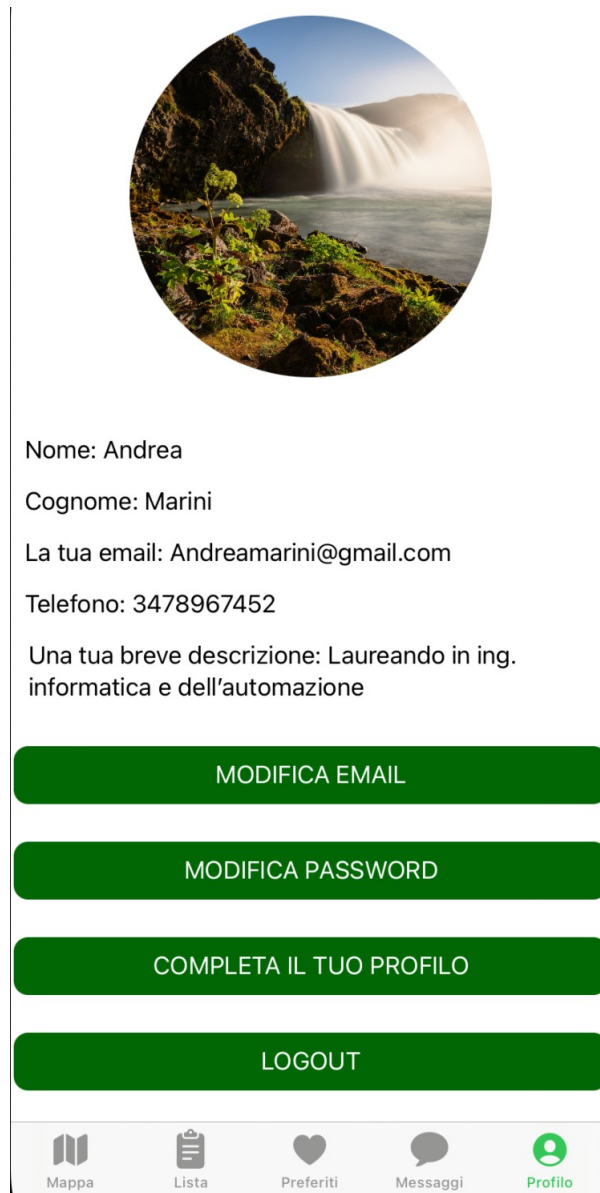 Nome: Andrea
Cognome: Marini
La tua email: Andreamarini@gmail.com
Telefono: 3478967452
Una tua breve descrizione: Laureando in ing.
informatica e dell’automazione
MODIFICA EMAIL
MODIFICA PASSWORD
COMPLETA IL TUO PROFILO
LOGOUT
Mappa
Lista
Preferiti
Messaggi
Profilo